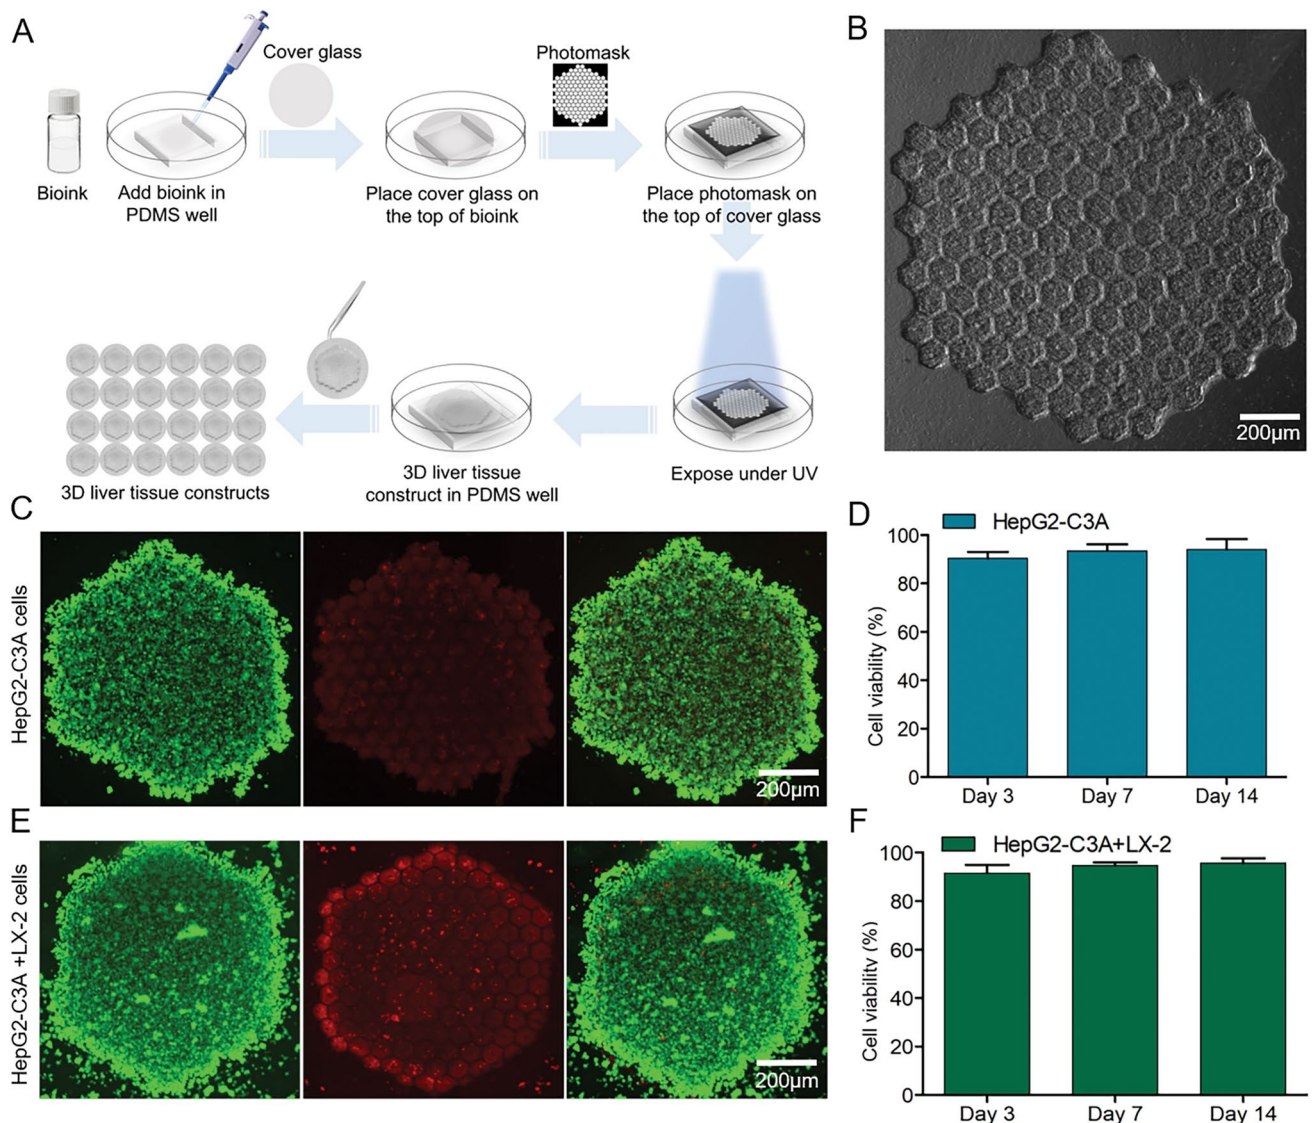 A
Cover glass
Photomask
Bioink
Add bioink in
PDMS well
Place cover glass on
the top of bioink
Place photomask on
the top of cover glass
3D liver tissue constructs
3D liver tissue
construct in PDMS well
Expose under UV
B
200µm
C
HepG2-C3A cells
200µm
D
HepG2-C3A
Cell viability (%)
100
80
60
40
20
0
Day 3
Day 7
Day 14
E
HepG2-C3A +LX-2 cells
200µm
F
HepG2-C3A+LX-2
Cell viability (%)
100
80
60
40
20
0
Day 3
Day 7
Day 14